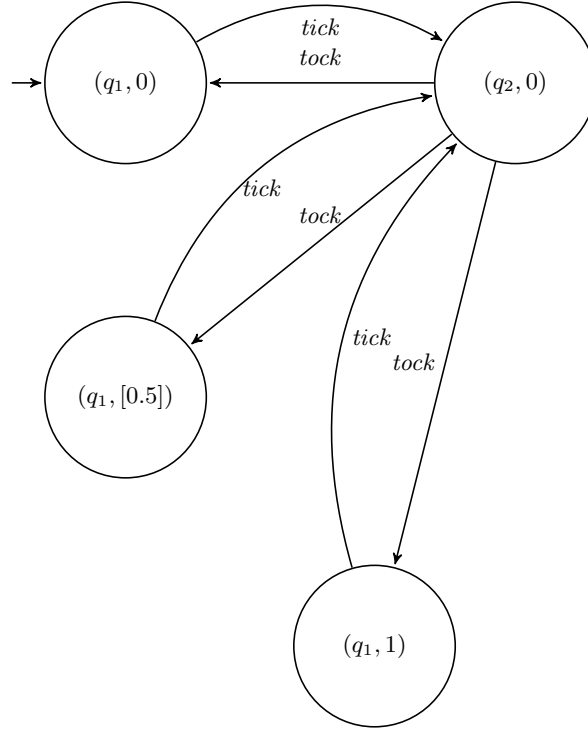 tick
tock
(q₁, 0)
(q₂, 0)
tick
tock
(q₁, [0.5])
tick
tock
(q₁, 1)